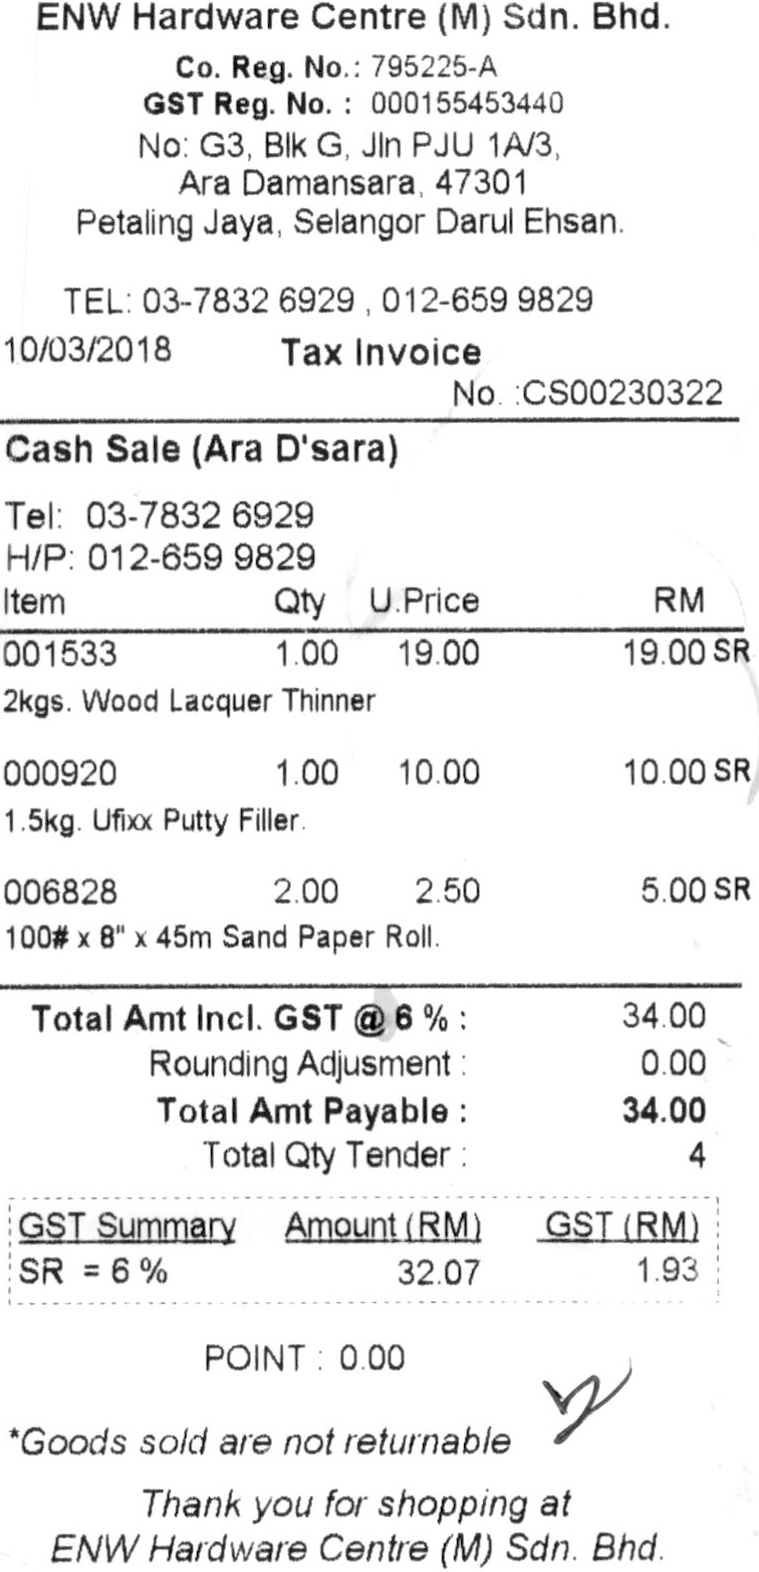 ENW Hardware Centre (M) Sdn. Bhd.
Co. Reg. No.: 795225-A
GST Reg. No. : 000155453440
No: G3, Blk G, Jln PJU 1A/3,
Ara Damansara, 47301
Petaling Jaya, Selangor Darul Ehsan.
TEL: 03-7832 6929 , 012-659 9829
10/03/2018 Tax Invoice
No. :CS00230322
Cash Sale (Ara D'sara)
Tel: 03-7832 6929
H/P: 012-659 9829
Item Qty U.Price RM
001533 1.00 19.00 19.00 SR
2kgs. Wood Lacquer Thinner
000920 1.00 10.00 10.00 SR
1.5kg. Ufixx Putty Filler.
006828 2.00 2.50 5.00 SR
100# x 8" x 45m Sand Paper Roll.
Total Amt Incl. GST @ 6 % : 34.00
Rounding Adjusment : 0.00
Total Amt Payable : 34.00
Total Qty Tender : 4
GST Summary Amount (RM) GST (RM)
SR = 6 % 32.07 1.93
POINT : 0.00
*Goods sold are not returnable
Thank you for shopping at
ENW Hardware Centre (M) Sdn. Bhd.